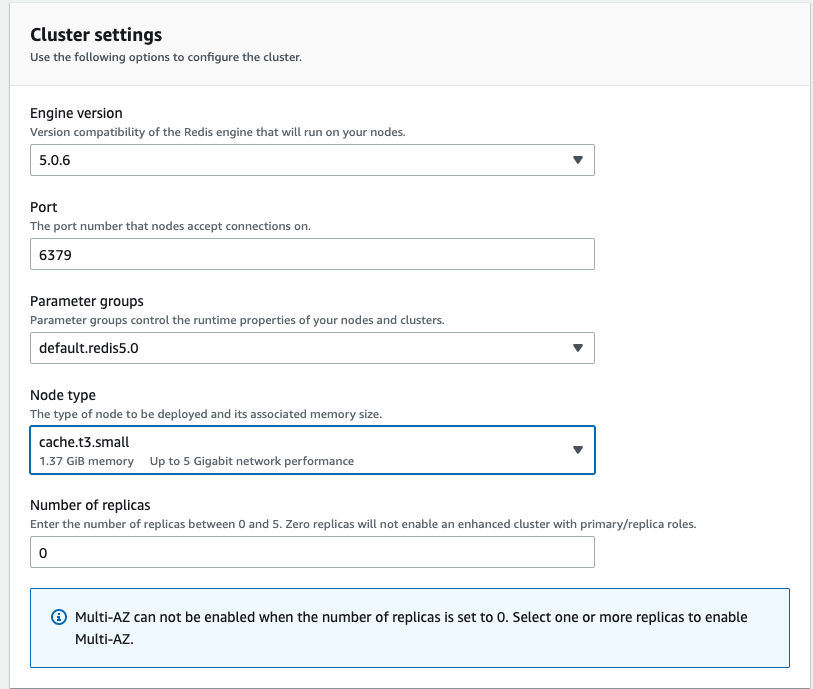 Cluster settings
Use the following options to configure the cluster.
Engine version
Version compatibility of the Redis engine that will run on your nodes.
5.0.6
Port
The port number that nodes accept connections on.
6379
Parameter groups
Parameter groups control the runtime properties of your nodes and clusters.
default.redis5.0
Node type
The type of node to be deployed and its associated memory size.
cache.t3.small
1.37 GiB memory Up to 5 Gigabit network performance
Number of replicas
Enter the number of replicas between 0 and 5. Zero replicas will not enable an enhanced cluster with primary/replica roles.
0
Multi-AZ can not be enabled when the number of replicas is set to 0. Select one or more replicas to enable
Multi-AZ.